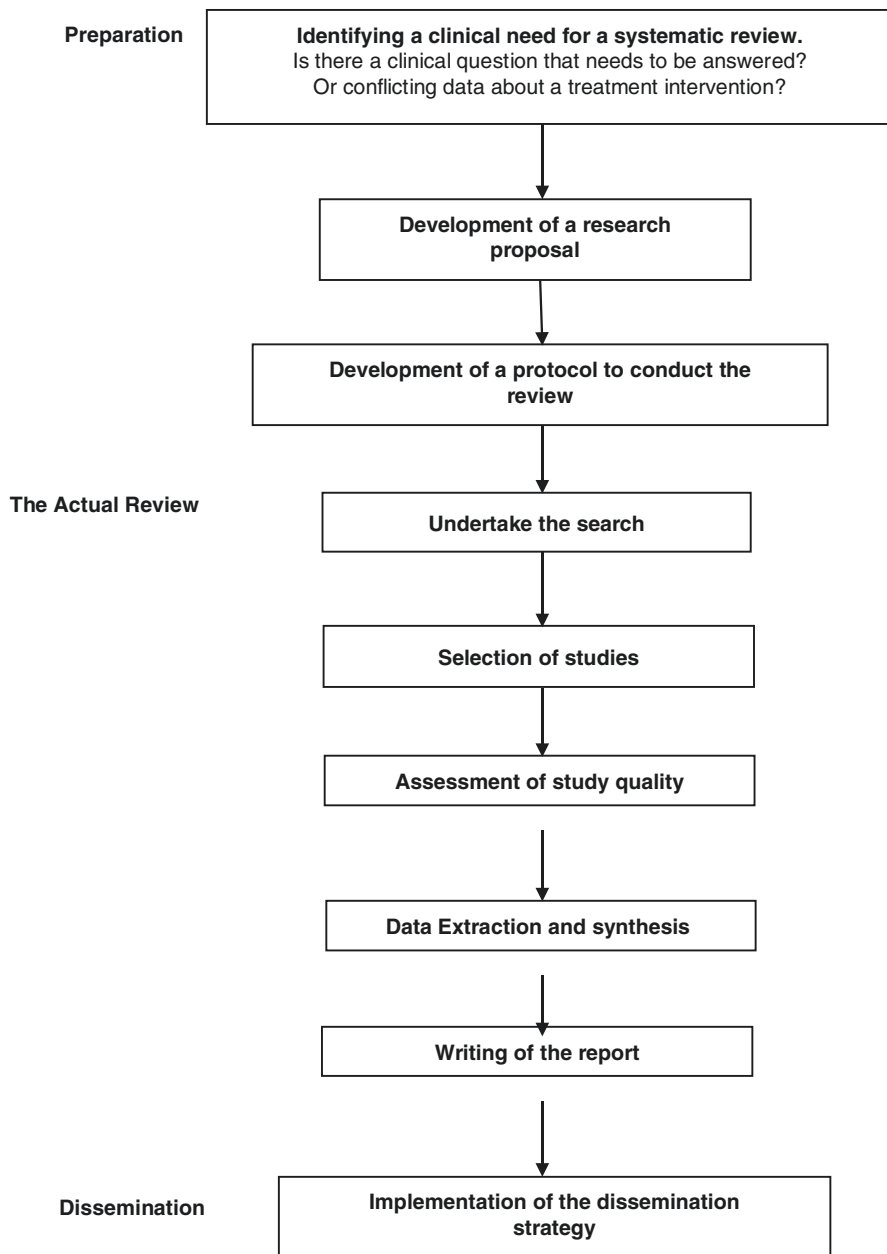 Preparation
Identifying a clinical need for a systematic review.
Is there a clinical question that needs to be answered?
Or conflicting data about a treatment intervention?
Development of a research
proposal
Development of a protocol to conduct the
review
The Actual Review
Undertake the search
Selection of studies
Assessment of study quality
Data Extraction and synthesis
Writing of the report
Dissemination
Implementation of the dissemination
strategy